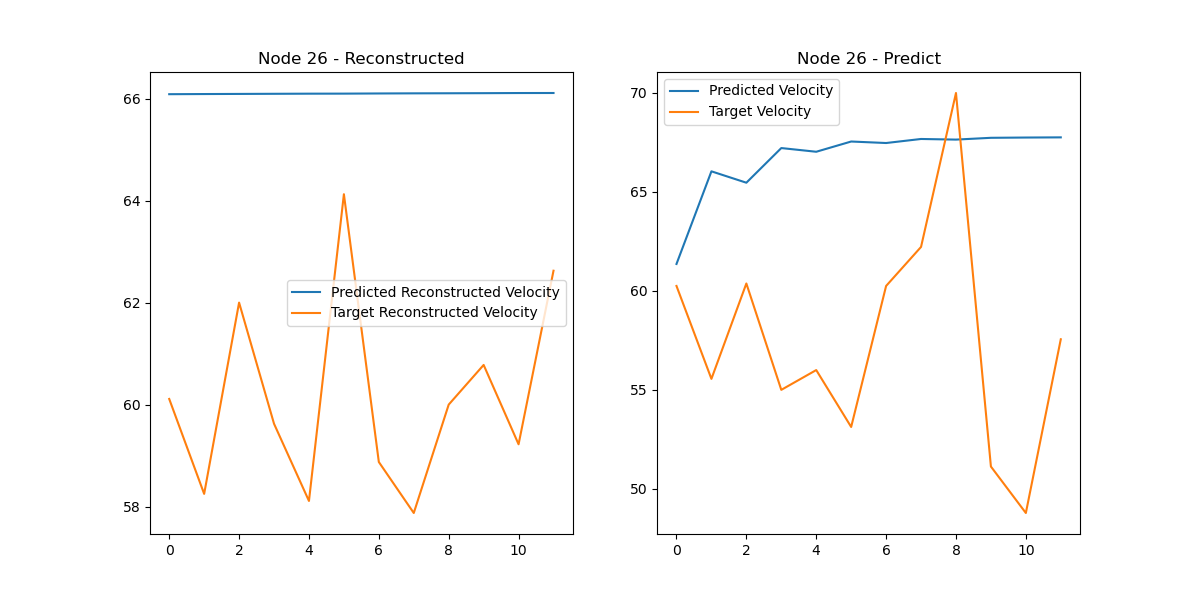 Node 26 - Reconstructed
66
64
62
60
58
Predicted Reconstructed Velocity
Target Reconstructed Velocity
0 2 4 6 8 10
Node 26 - Predict
Predicted Velocity
Target Velocity
70
65
60
55
50
0 2 4 6 8 10